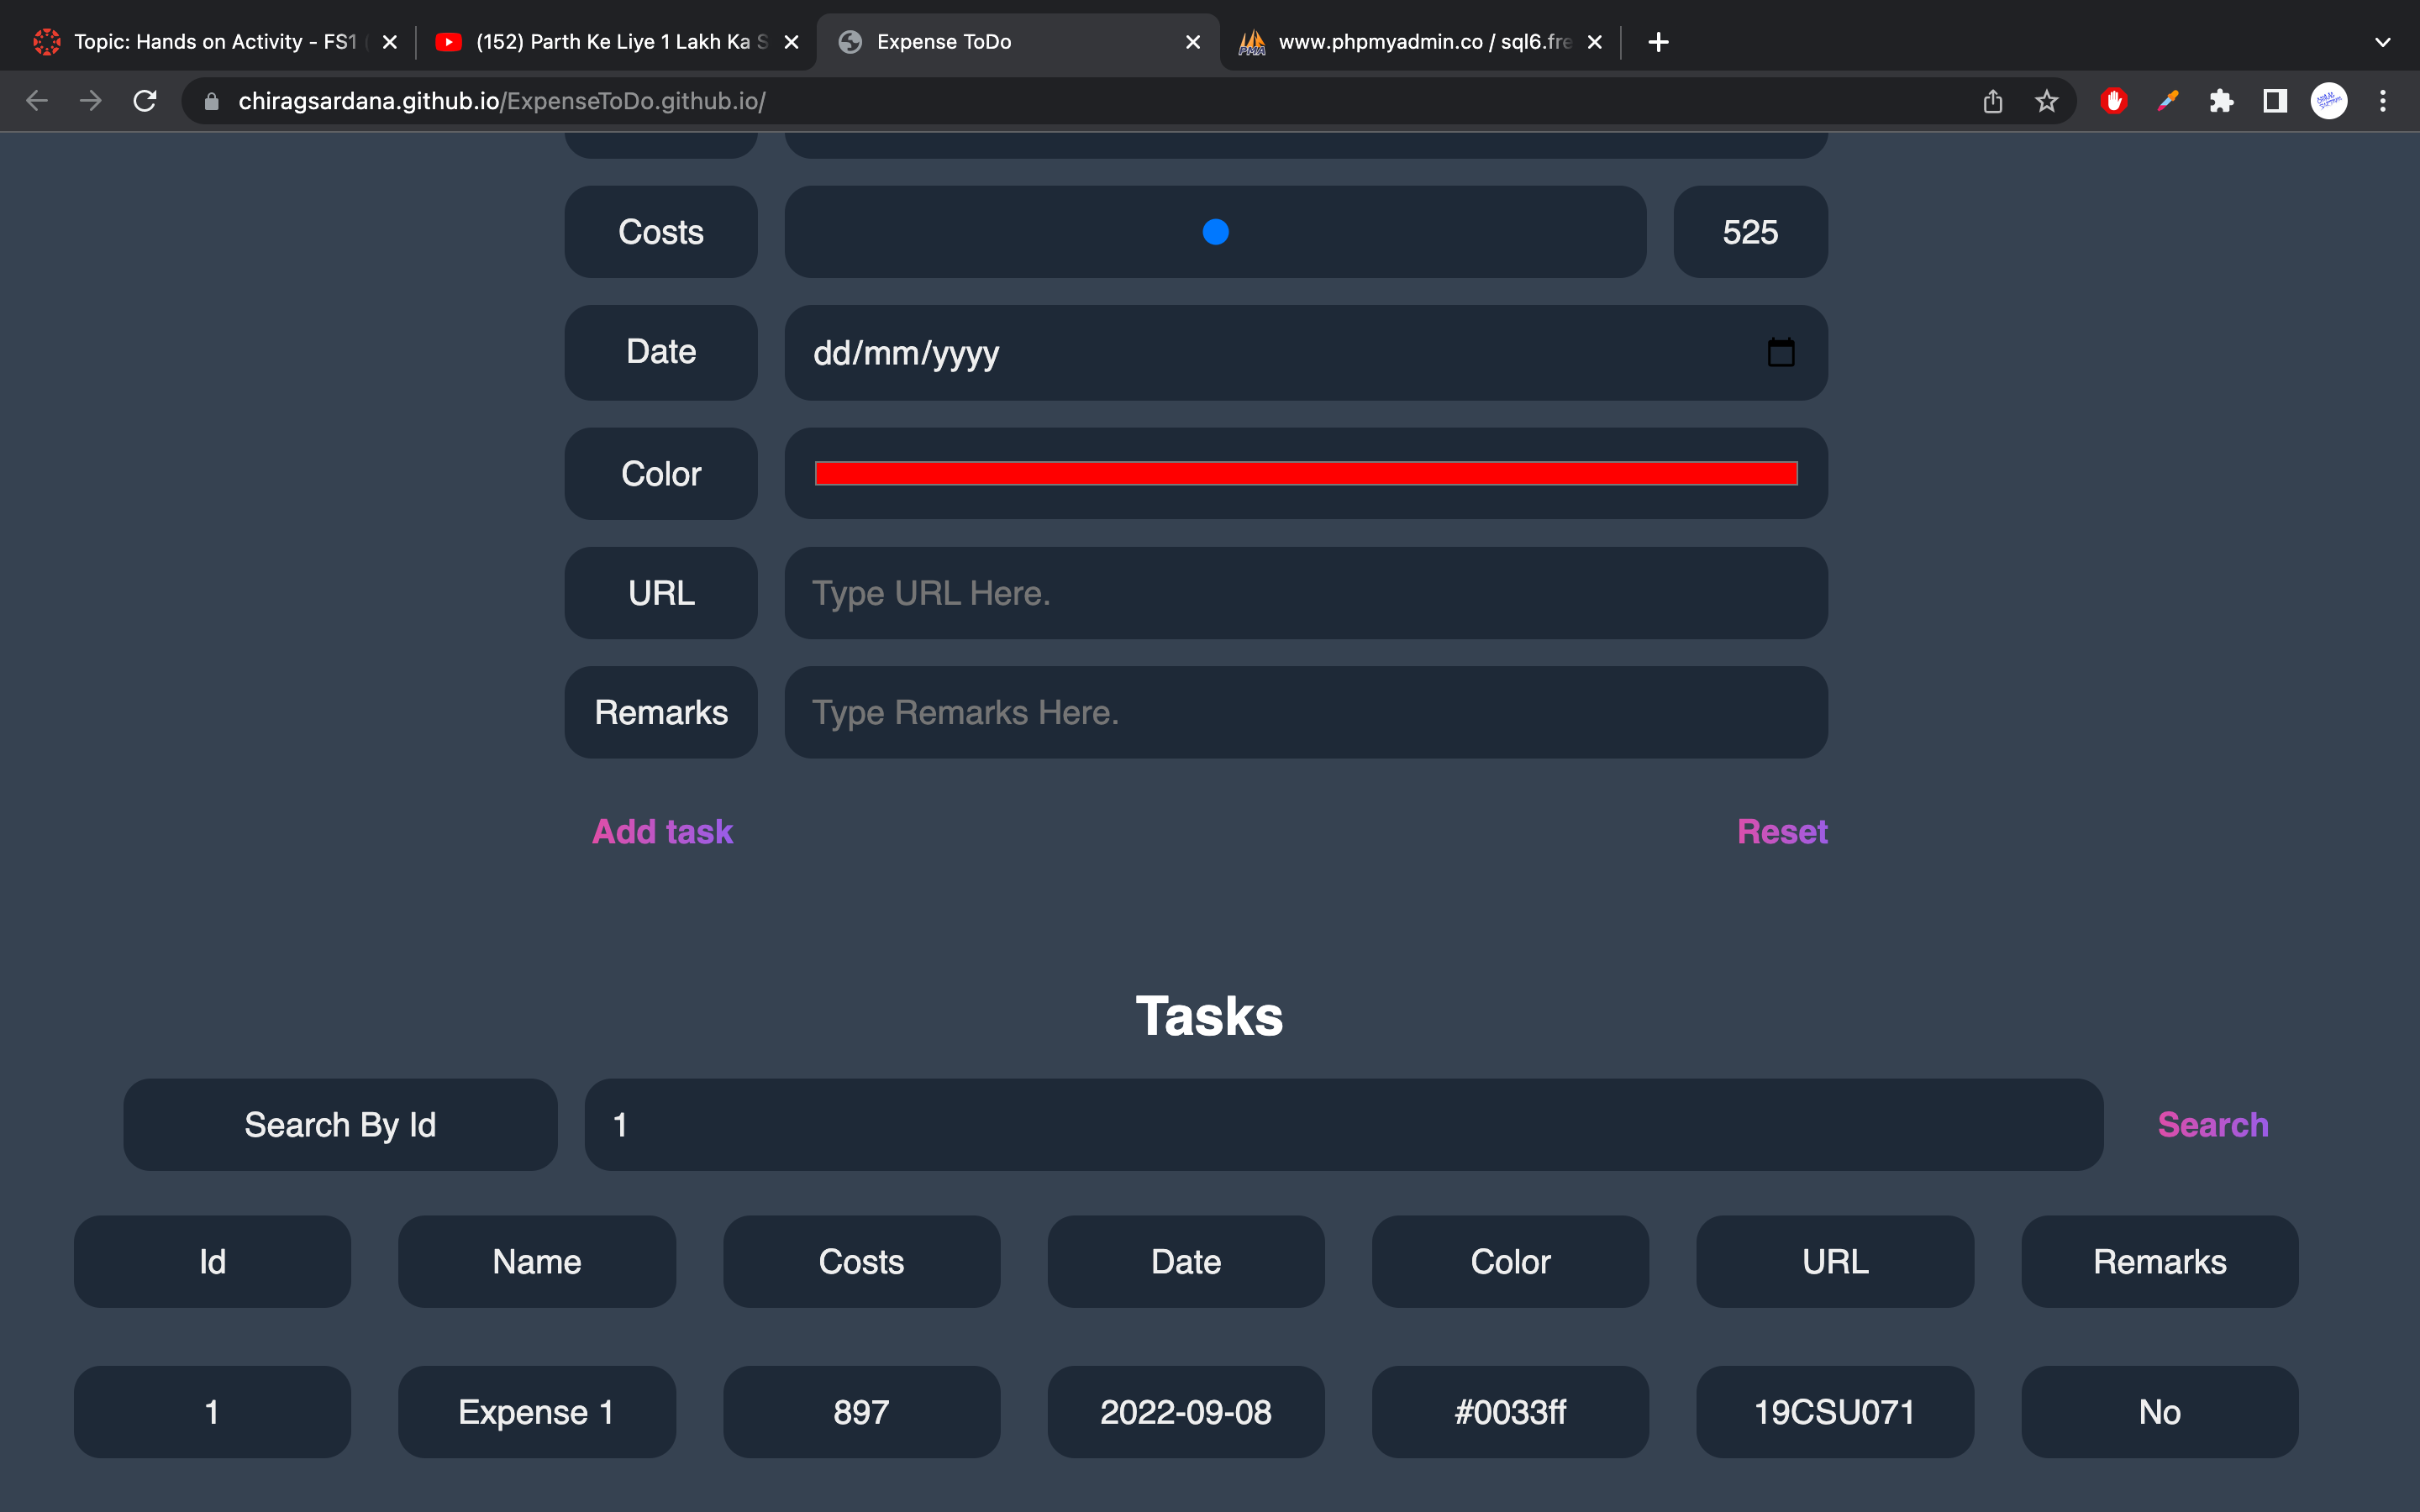 Topic: Hands on Activity - FS1
(152) Parth Ke Liye 1 Lakh Ka S
Expense ToDo
www.phpmyadmin.co / sql6.fre
chiragsardana.github.io/ExpenseToDo.github.io/
Costs
525
Date
dd/mm/yyyy
Color
URL
Type URL Here.
Remarks
Type Remarks Here.
Add task
Reset
Tasks
Search By Id
1
Search
Id Name Costs Date Color URL Remarks
1 Expense 1 897 2022-09-08 #0033ff 19CSU071 No